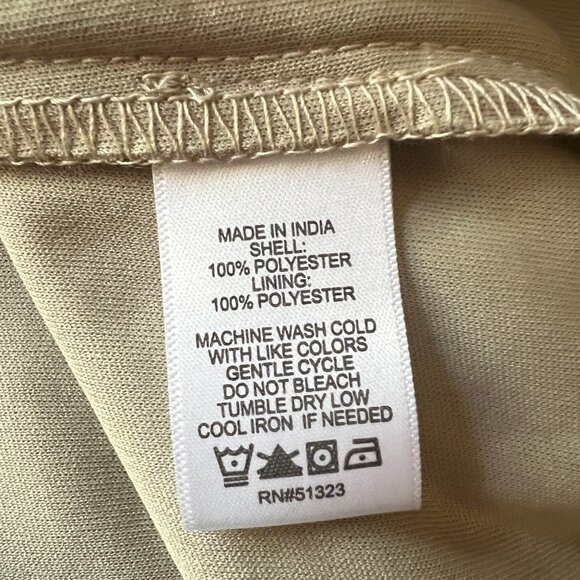 MADE IN INDIA
SHELL:
100% POLYESTER
LINING:
100% POLYESTER
MACHINE WASH COLD
WITH LIKE COLORS
GENTLE CYCLE
DO NOT BLEACH
TUMBLE DRY LOW
COOL IRON IF NEEDED
RN#51323